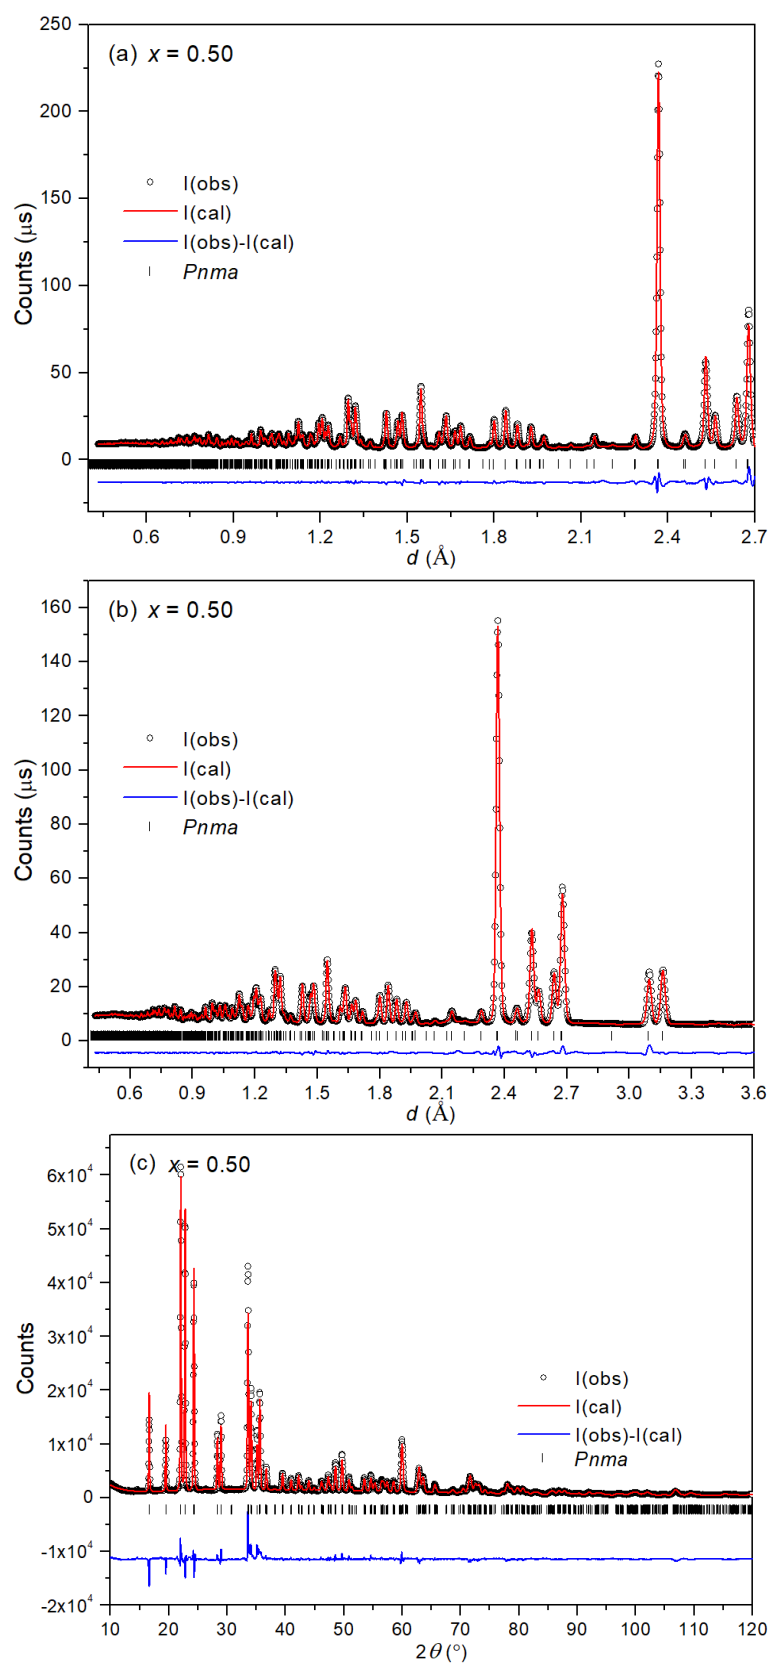 (a) x = 0.50
250
200
150
100
50
0
Counts (μs)
I(obs)
I(cal)
I(obs)-I(cal)
Pnma
0.6 0.9 1.2 1.5 1.8 2.1 2.4 2.7
d (Å)
(b) x = 0.50
160
140
120
100
80
60
40
20
0
Counts (μs)
I(obs)
I(cal)
I(obs)-I(cal)
Pnma
0.6 0.9 1.2 1.5 1.8 2.1 2.4 2.7 3.0 3.3 3.6
d (Å)
(c) x = 0.50
6x10⁴
5x10⁴
4x10⁴
3x10⁴
2x10⁴
1x10⁴
0
-1x10⁴
-2x10⁴
Counts
I(obs)
I(cal)
I(obs)-I(cal)
Pnma
10 20 30 40 50 60 70 80 90 100 110 120
2θ (°)